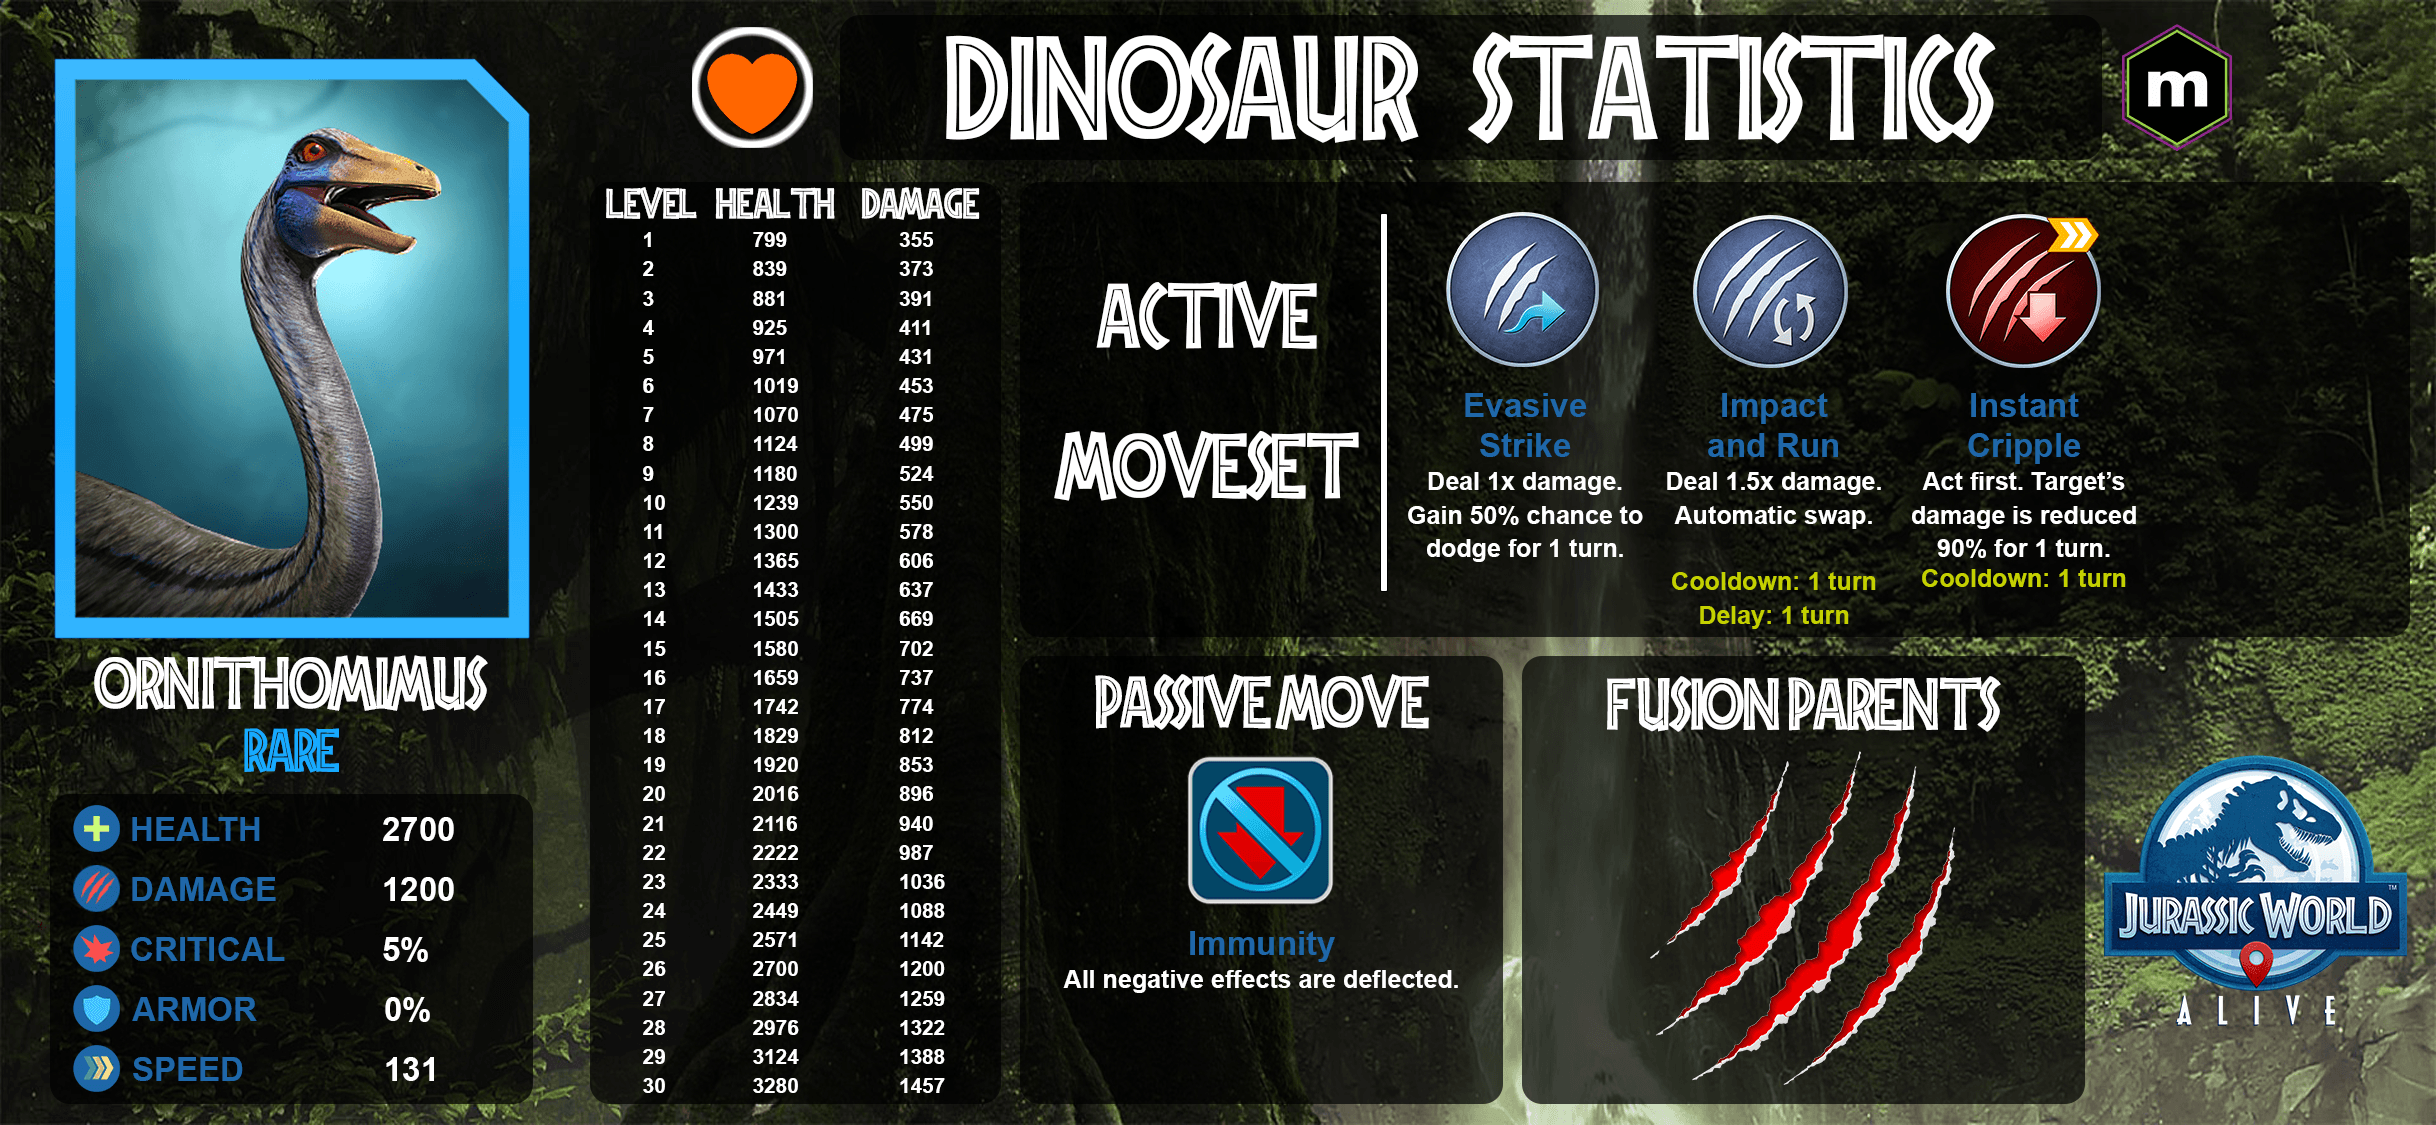 DINOSAUR STATISTICS
m
ORNITHOMIMUS
RARE
HEALTH 2700
DAMAGE 1200
CRITICAL 5%
ARMOR 0%
SPEED 131
LEVEL HEALTH DAMAGE
1 799 355
2 839 373
3 881 391
4 925 411
5 971 431
6 1019 453
7 1070 475
8 1124 499
9 1180 524
10 1239 550
11 1300 578
12 1365 606
13 1433 637
14 1505 669
15 1580 702
16 1659 737
17 1742 774
18 1829 812
19 1920 853
20 2016 896
21 2116 940
22 2222 987
23 2333 1036
24 2449 1088
25 2571 1142
26 2700 1200
27 2834 1259
28 2976 1322
29 3124 1388
30 3280 1457
ACTIVE
MOVESET
Evasive
Strike
Deal 1x damage.
Gain 50% chance to
dodge for 1 turn.
Impact
and Run
Deal 1.5x damage.
Automatic swap.
Cooldown: 1 turn
Delay: 1 turn
Instant
Cripple
Act first. Target’s
damage is reduced
90% for 1 turn.
Cooldown: 1 turn
PASSIVE MOVE
Immunity
All negative effects are deflected.
FUSION PARENTS
JURASSIC WORLD™
ALIVE